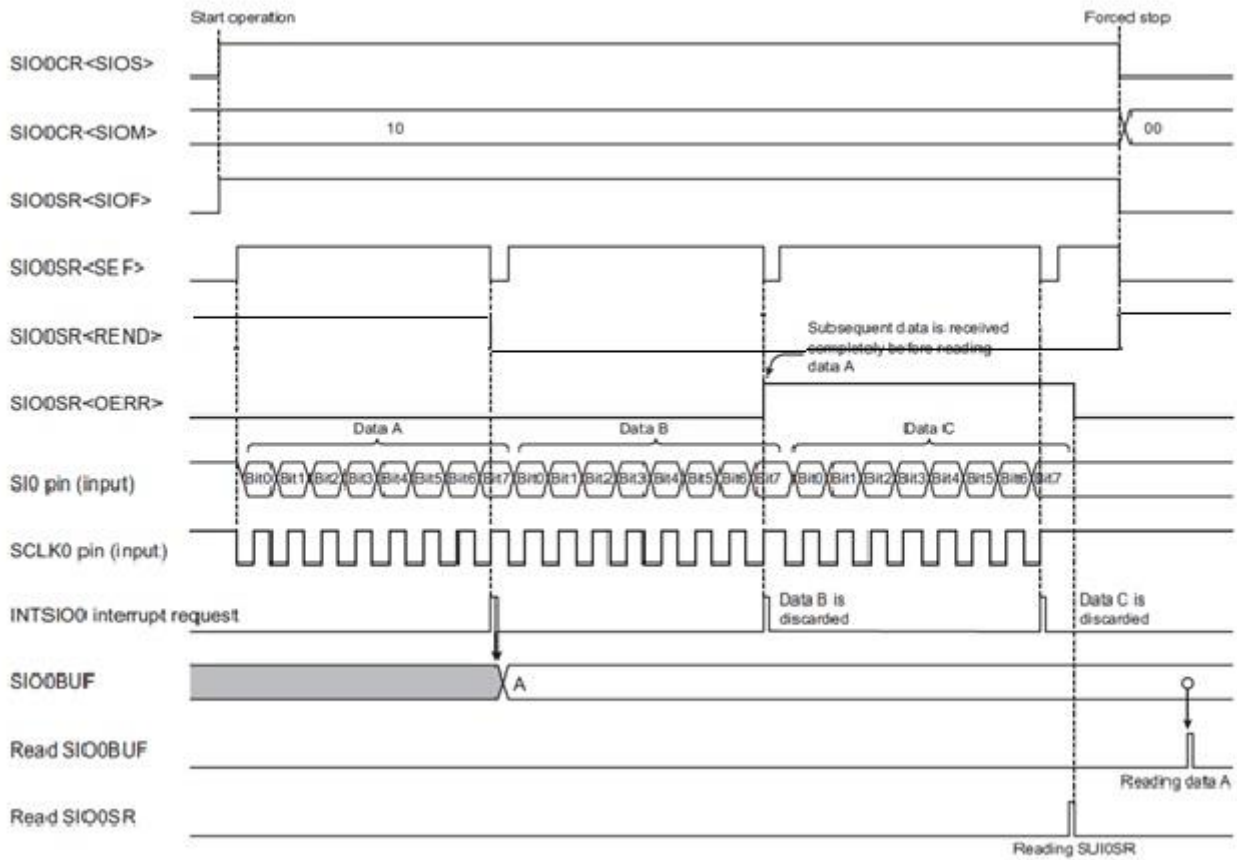 Start operation
Forced stop
SIO0CR<SIOS>
SIO0CR<SIOM>
10
00
SIO0SR<SIOF>
SIO0SR<SEF>
SIO0SR<REND>
Subsequent data is received
completely before reading
data A
SIO0SR<OERR>
Data A
Data B
Data C
SI0 pin (input)
Bit0 Bit1 Bit2 Bit3 Bit4 Bit5 Bit6 Bit7 Bit0 Bit1 Bit2 Bit3 Bit4 Bit5 Bit6 Bit7 Bit0 Bit1 Bit2 Bit3 Bit4 Bit5 Bit6 Bit7
SCLK0 pin (input)
INTSIO0 interrupt request
Data B is
discarded
Data C is
discarded
SIO0BUF
A
Read SIO0BUF
Reading data A
Read SIO0SR
Reading SUI0SR